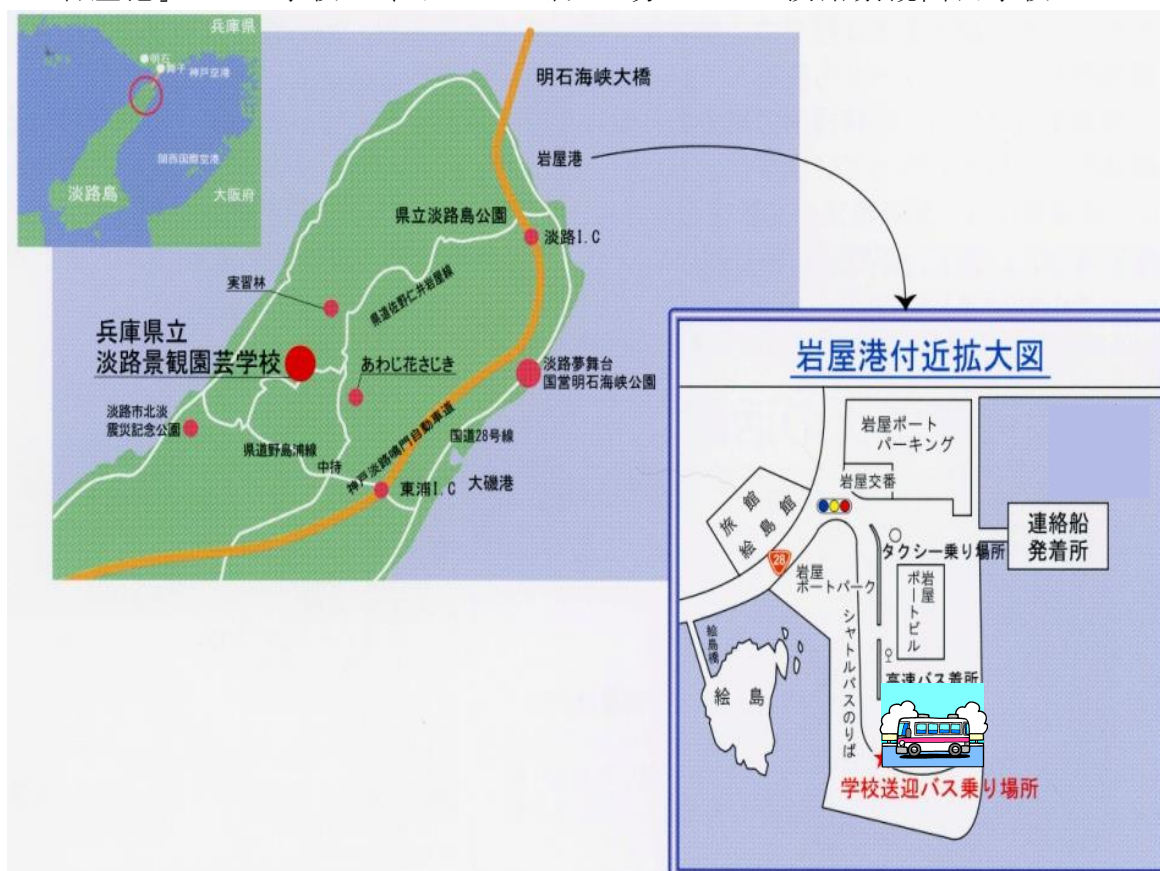 兵庫県
明石
舞子
神戸空港
関西国際空港
淡路島
大阪府
明石海峡大橋
岩屋港
県立淡路島公園
淡路I.C
実習林
県道佐野仁井岩屋線
兵庫県立
淡路景観園芸学校
あわじ花さじき
淡路夢舞台
国営明石海峡公園
淡路市北淡
震災記念公園
県道野島浦線
中持
神戸淡路鳴門自動車道
国道28号線
東浦I.C
大磯港
岩屋港付近拡大図
岩屋ポート
パーキング
岩屋交番
旅館
絵島館
28
連絡船
発着所
タクシー乗り場所
岩屋
ポートパーク
岩屋
ポートビル
シャトルバスのりば
絵島橋
絵島
高速バス着所
学校送迎バス乗り場所